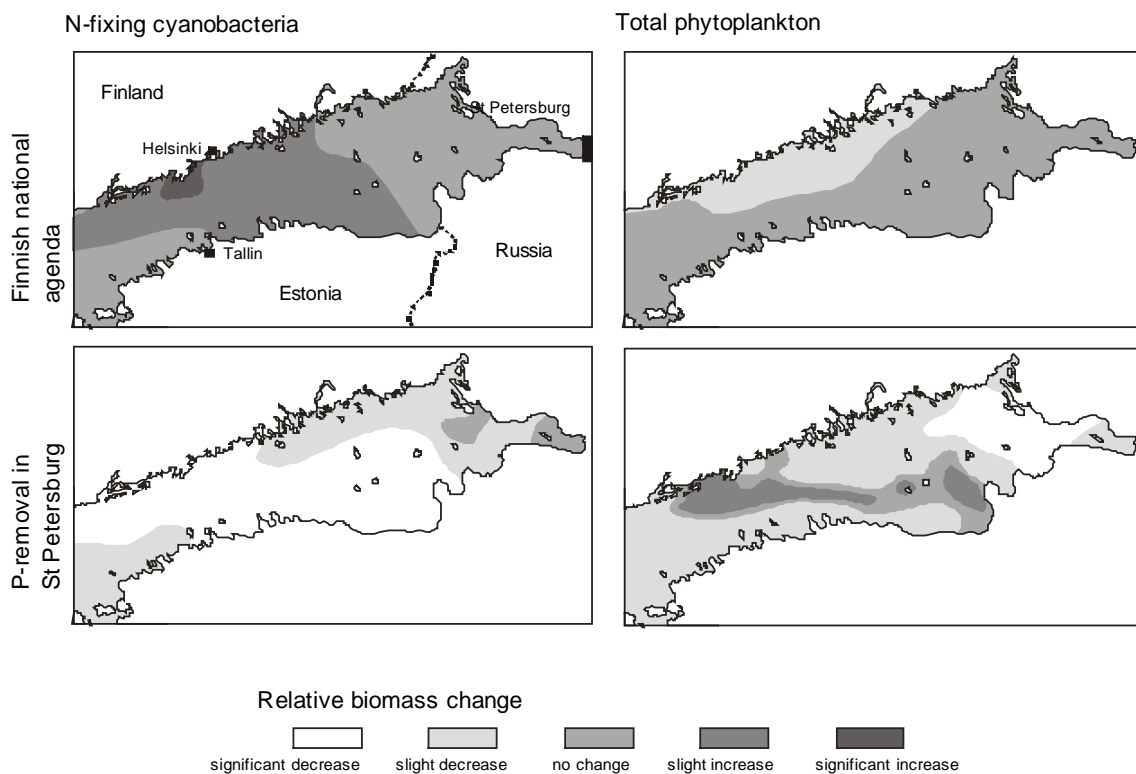 N-fixing cyanobacteria
Total phytoplankton
Finnish national
agenda
Finland
St Petersburg
Helsinki
Tallin
Russia
Estonia
P-removal in
St Petersburg
Relative biomass change
significant decrease
slight decrease
no change
slight increase
significant increase